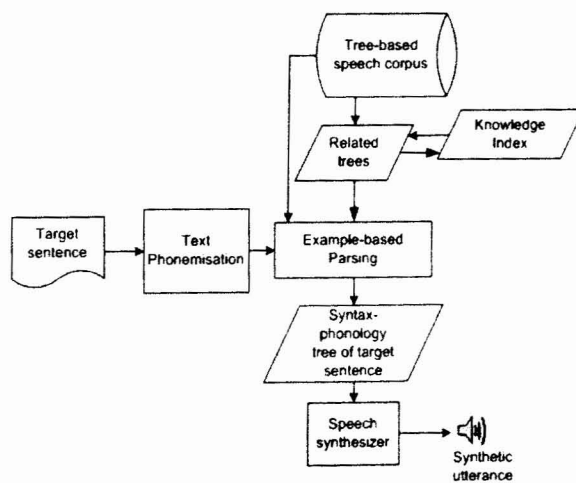 Tree-based
speech corpus
Related
trees
Knowledge
Index
Target
sentence
Text
Phonemisation
Example-based
Parsing
Syntax-
phonology
tree of target
sentence
Speech
synthesizer
Synthetic
utterance